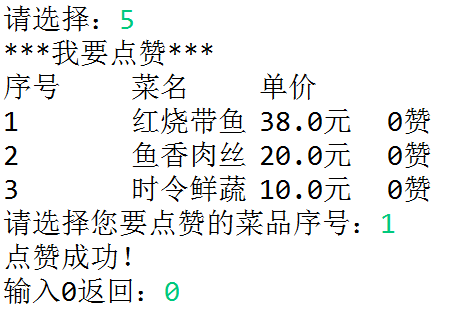 请选择：5
***我要点赞***
序号 菜名 单价
1 红烧带鱼 38.0元 0赞
2 鱼香肉丝 20.0元 0赞
3 时令鲜蔬 10.0元 0赞
请选择您要点赞的菜品序号：1
点赞成功！
输入0返回：0